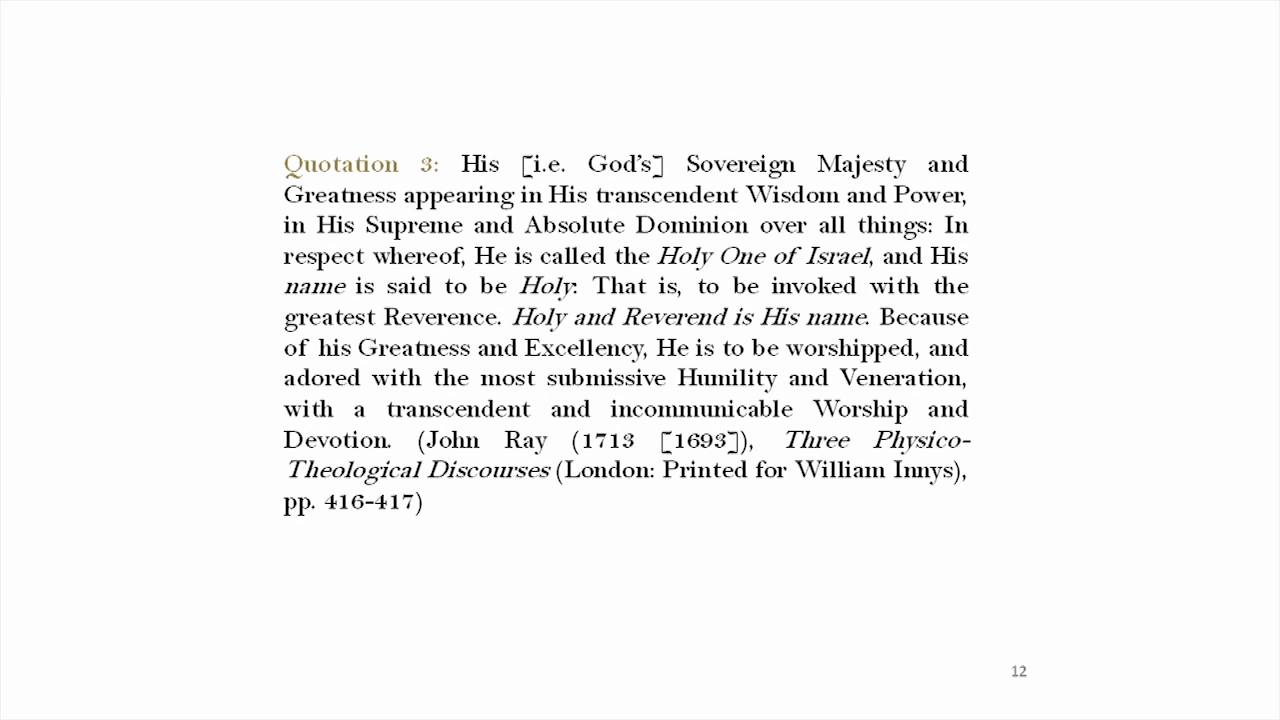 Quotation 3: His [i.e. God's] Sovereign Majesty and
Greatness appearing in His transcendent Wisdom and Power,
in His Supreme and Absolute Dominion over all things: In
respect whereof, He is called the Holy One of Israel, and His
name is said to be Holy: That is, to be invoked with the
greatest Reverence. Holy and Reverend is His name. Because
of his Greatness and Excellency, He is to be worshipped, and
adored with the most submissive Humility and Veneration,
with a transcendent and incommunicable Worship and
Devotion. (John Ray (1713 [1693]), Three Physico-
Theological Discourses (London: Printed for William Innys),
pp. 416-417)
12